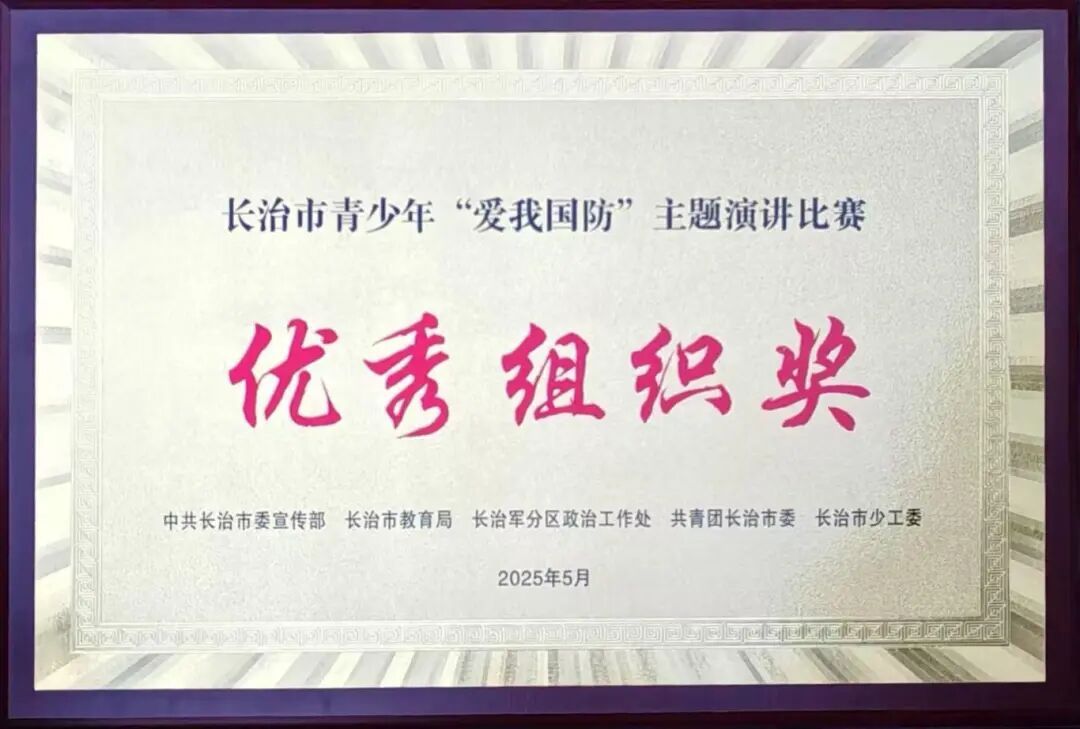 长治市青少年“爱我国防”主题演讲比赛
优秀组织奖
中共长治市委宣传部 长治市教育局 长治军分区政治工作处 共青团长治市委 长治市少工委
2025年5月